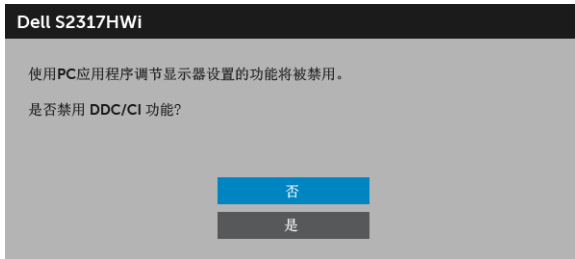 Dell S2317HWi
使用PC应用程序调节显示器设置的功能将被禁用。
是否禁用 DDC/CI 功能?
否
是